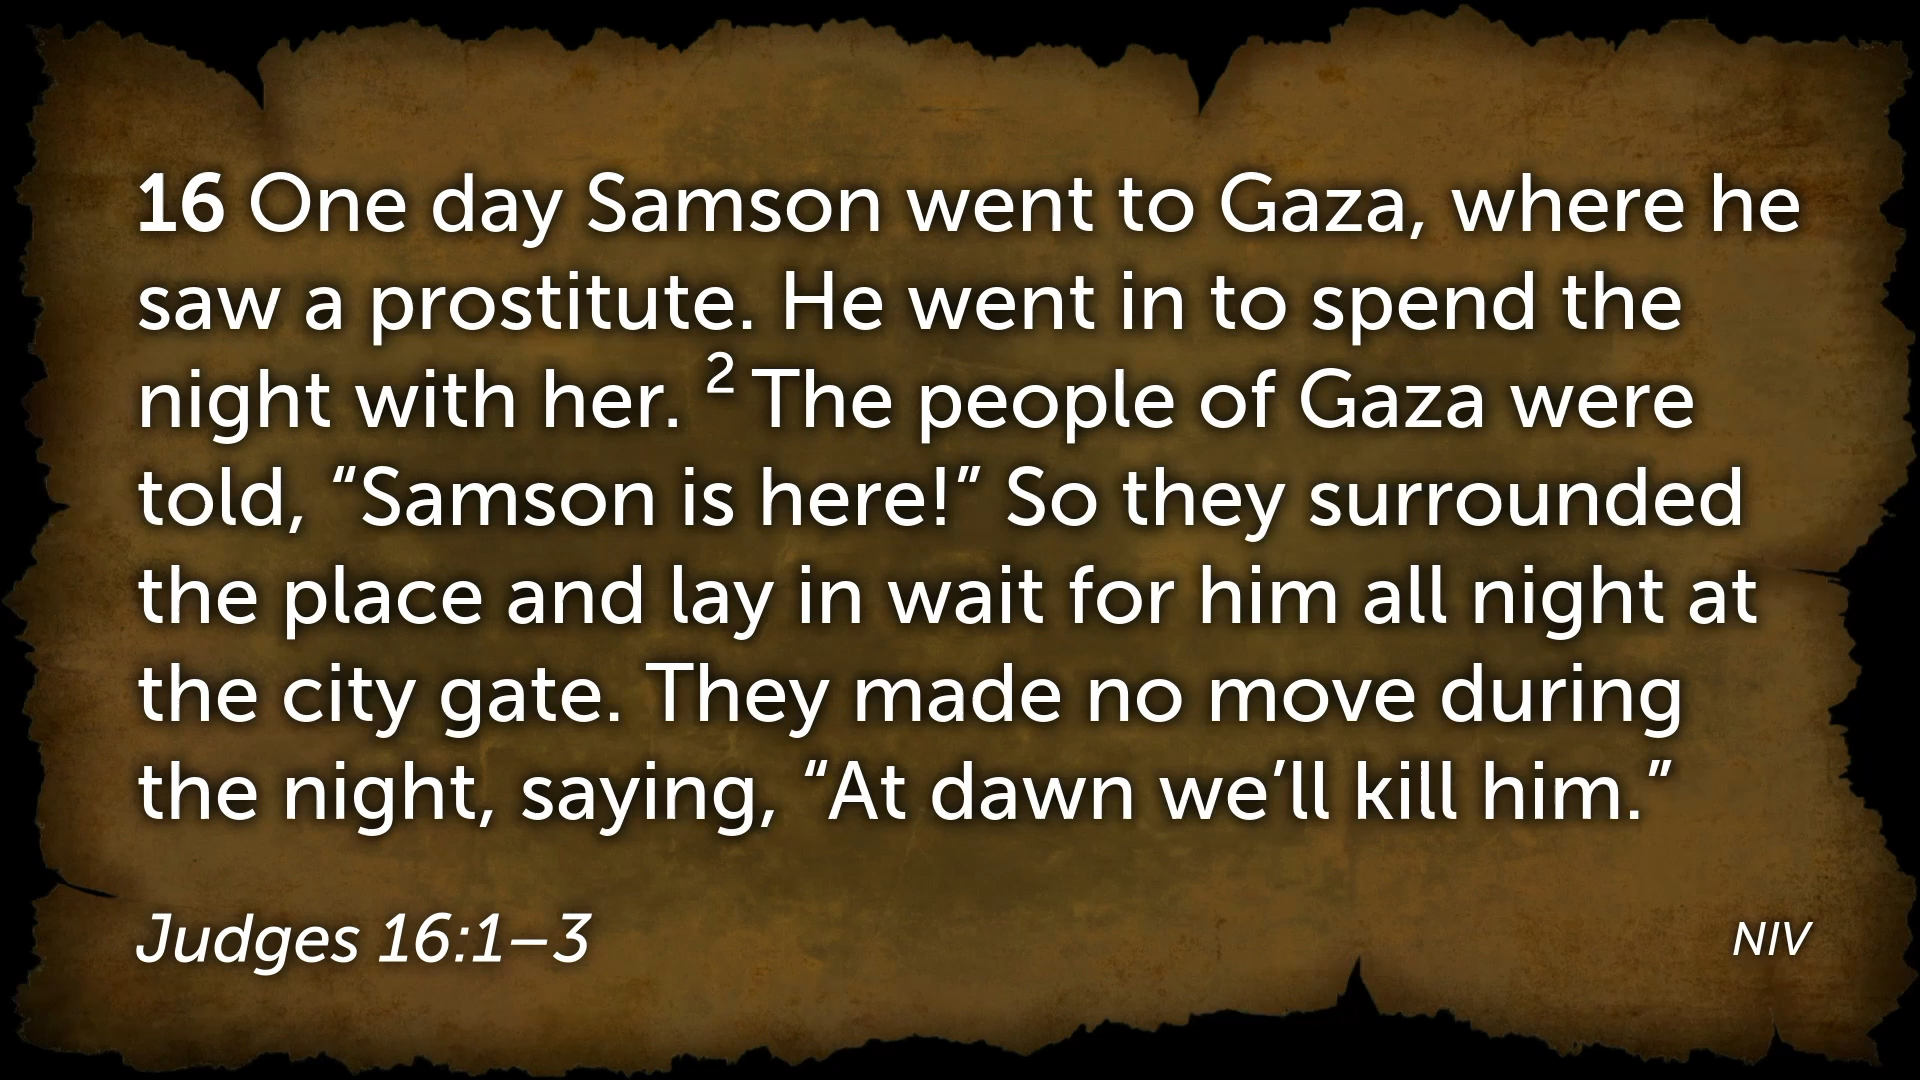 16 One day Samson went to Gaza, where he
saw a prostitute. He went in to spend the
night with her. ² The people of Gaza were
told, “Samson is here!” So they surrounded
the place and lay in wait for him all night at
the city gate. They made no move during
the night, saying, “At dawn we’ll kill him.”
Judges 16:1–3
NIV